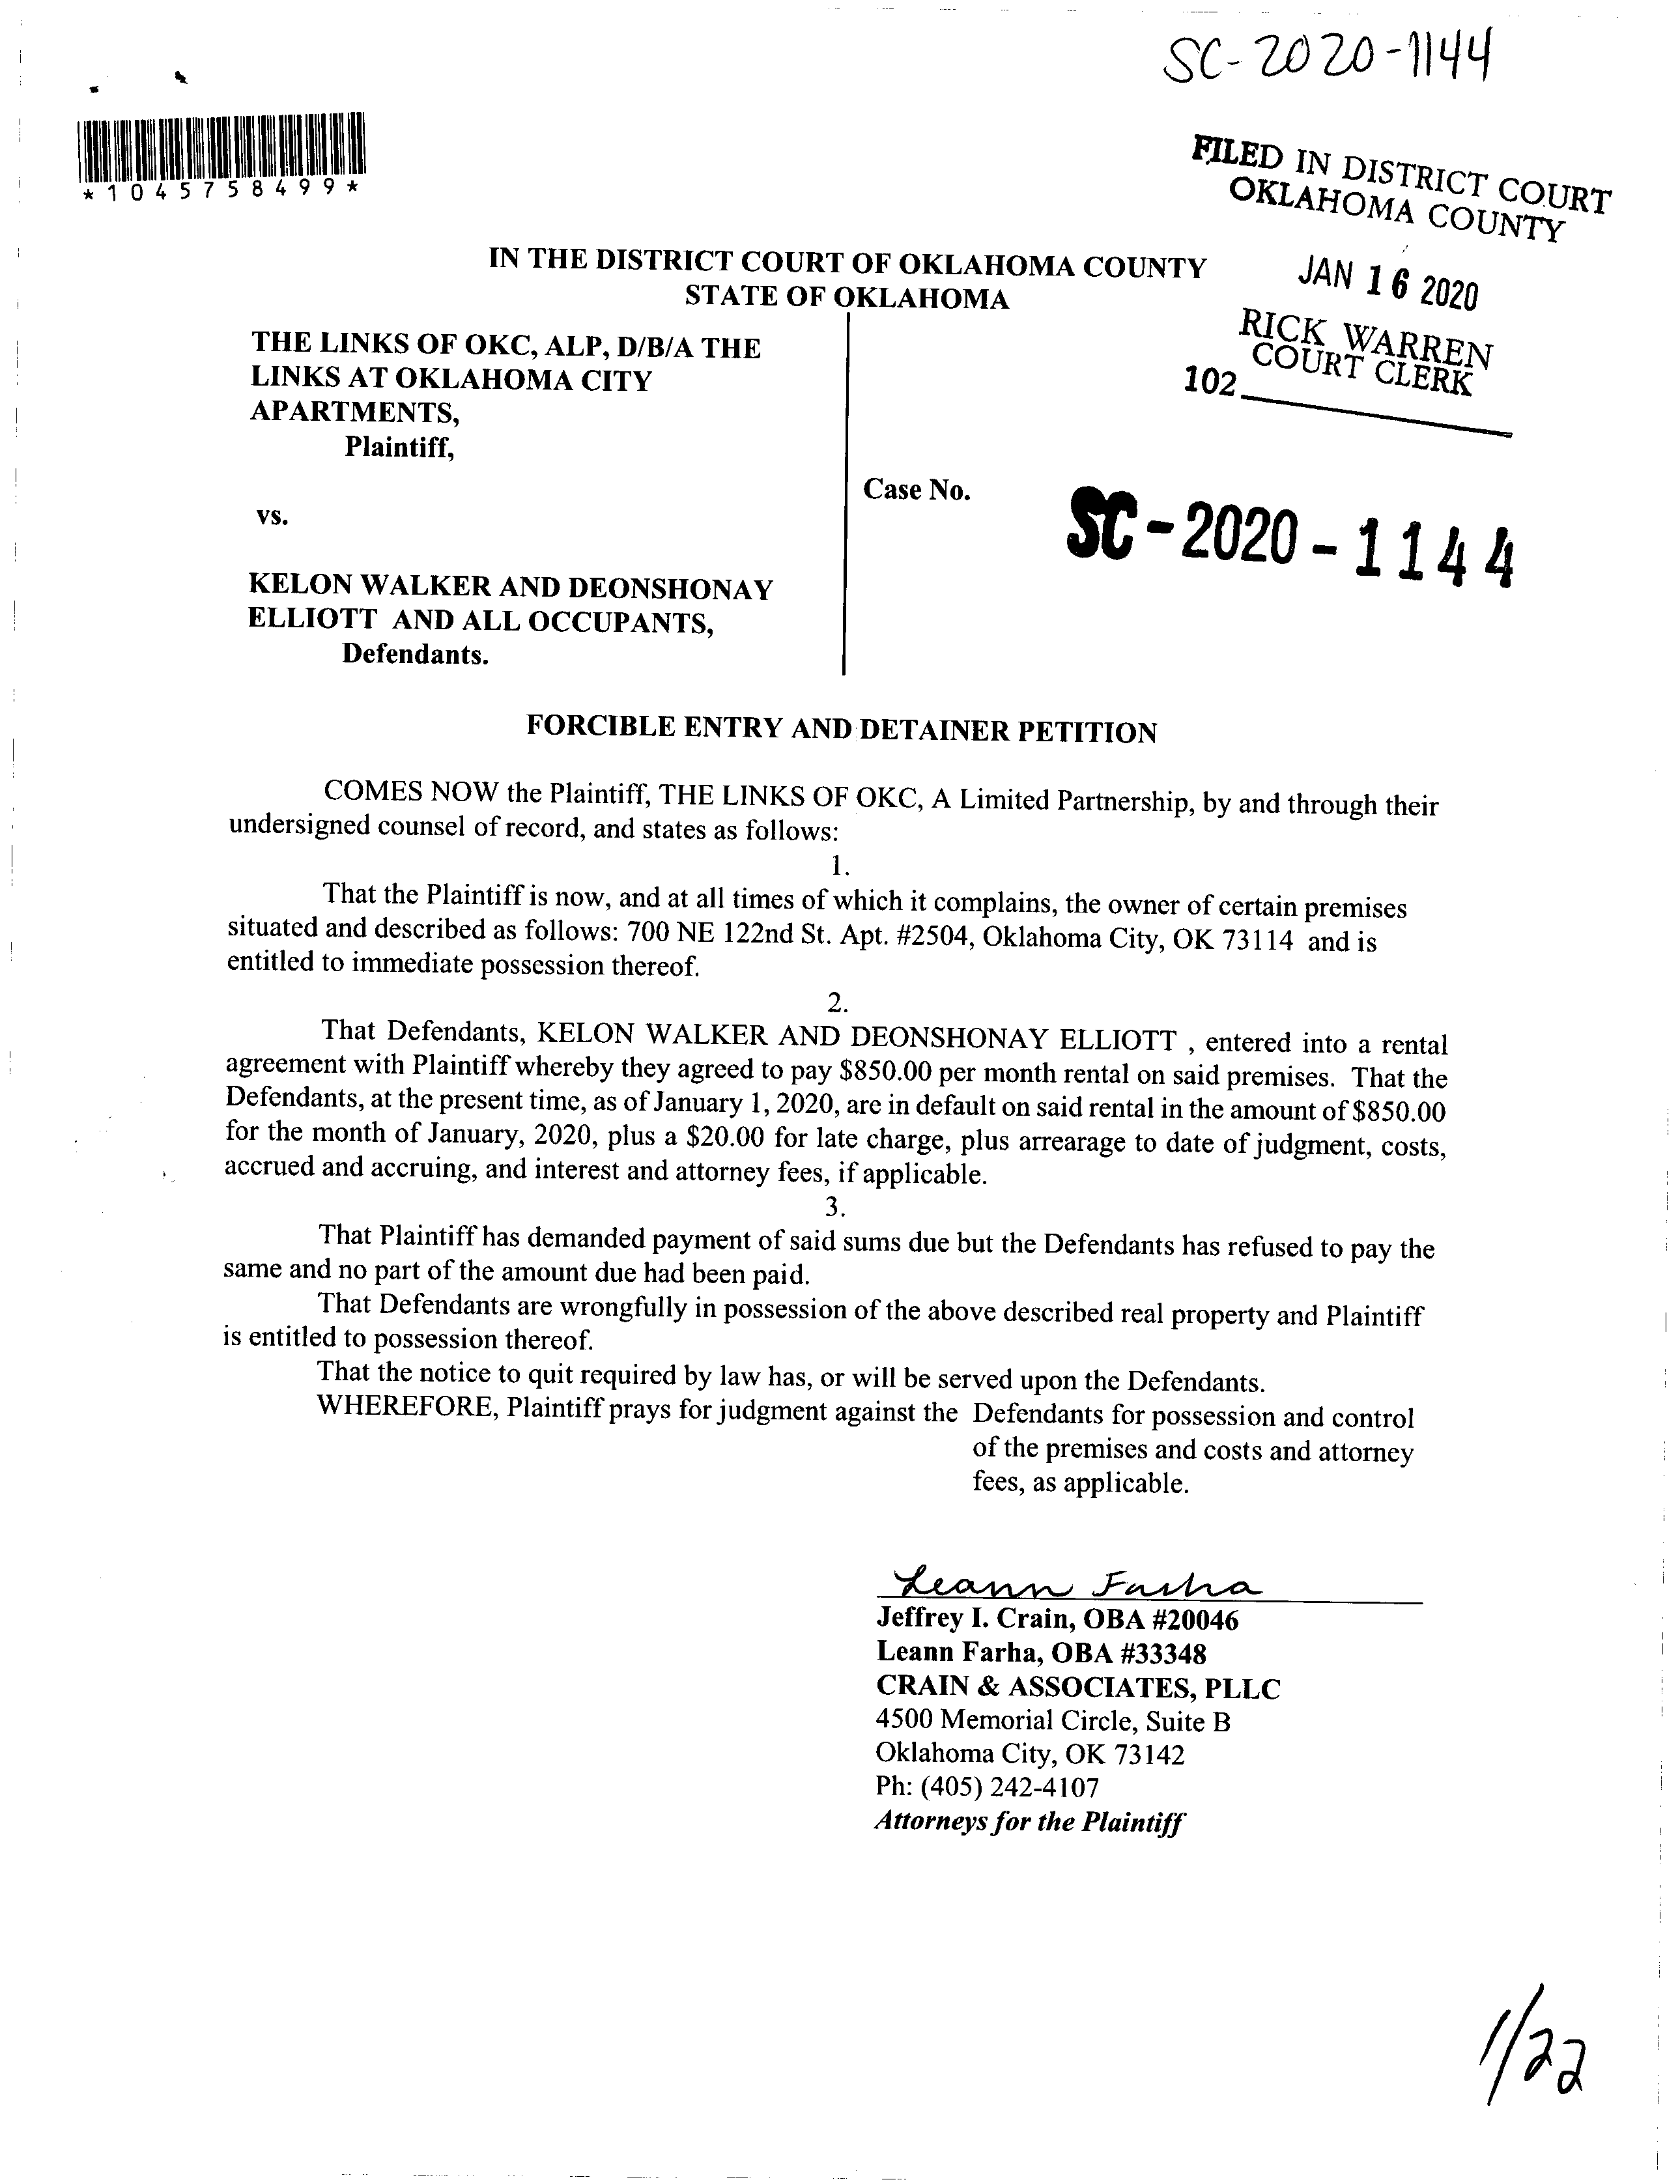 SC-2020-1144
*1045758499*
FILED IN DISTRICT COURT
OKLAHOMA COUNTY
JAN 16 2020
RICK WARREN
COURT CLERK
102
IN THE DISTRICT COURT OF OKLAHOMA COUNTY
STATE OF OKLAHOMA
THE LINKS OF OKC, ALP, D/B/A THE
LINKS AT OKLAHOMA CITY
APARTMENTS,
Plaintiff,
vs.
KELON WALKER AND DEONSHONAY
ELLIOTT AND ALL OCCUPANTS,
Defendants.
Case No.
SC-2020-1144
FORCIBLE ENTRY AND DETAINER PETITION
COMES NOW the Plaintiff, THE LINKS OF OKC, A Limited Partnership, by and through their
undersigned counsel of record, and states as follows:
1.
That the Plaintiff is now, and at all times of which it complains, the owner of certain premises
situated and described as follows: 700 NE 122nd St. Apt. #2504, Oklahoma City, OK 73114 and is
entitled to immediate possession thereof.
2.
That Defendants, KELON WALKER AND DEONSHONAY ELLIOTT , entered into a rental
agreement with Plaintiff whereby they agreed to pay $850.00 per month rental on said premises. That the
Defendants, at the present time, as of January 1, 2020, are in default on said rental in the amount of $850.00
for the month of January, 2020, plus a $20.00 for late charge, plus arrearage to date of judgment, costs,
accrued and accruing, and interest and attorney fees, if applicable.
3.
That Plaintiff has demanded payment of said sums due but the Defendants has refused to pay the
same and no part of the amount due had been paid.
That Defendants are wrongfully in possession of the above described real property and Plaintiff
is entitled to possession thereof.
That the notice to quit required by law has, or will be served upon the Defendants.
WHEREFORE, Plaintiff prays for judgment against the Defendants for possession and control
of the premises and costs and attorney
fees, as applicable.
Leann Farha
Jeffrey I. Crain, OBA #20046
Leann Farha, OBA #33348
CRAIN & ASSOCIATES, PLLC
4500 Memorial Circle, Suite B
Oklahoma City, OK 73142
Ph: (405) 242-4107
Attorneys for the Plaintiff
1/22